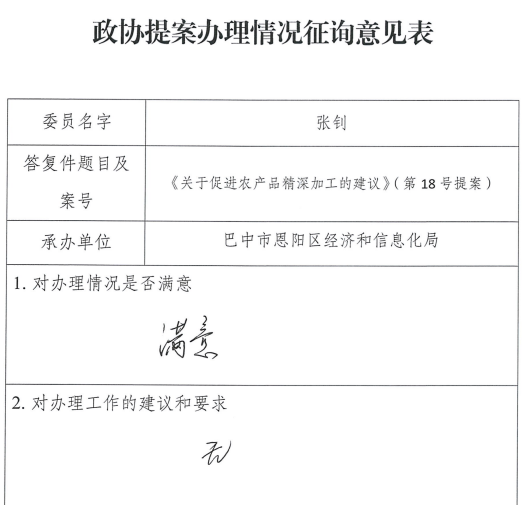 政协提案办理情况征询意见表
委员名字
张钊
答复件题目及
案号
《关于促进农产品精深加工的建议》（第 18 号提案）
承办单位
巴中市恩阳区经济和信息化局
1. 对办理情况是否满意
满意
2. 对办理工作的建议和要求
无